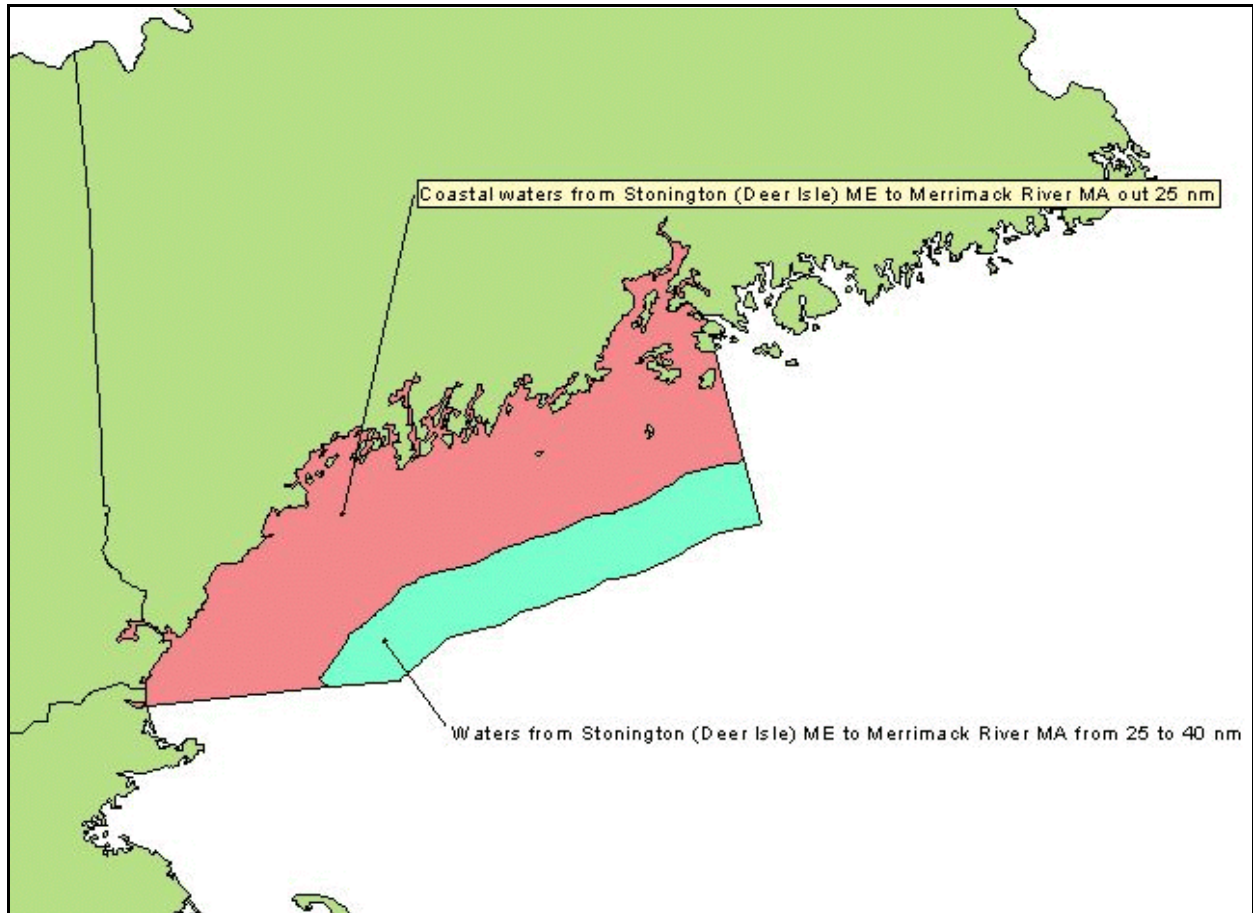 Coastal waters from Stonington (Deer Isle) ME to Merrimack River MA out 25 nm
Waters from Stonington (Deer Isle) ME to Merrimack River MA from 25 to 40 nm